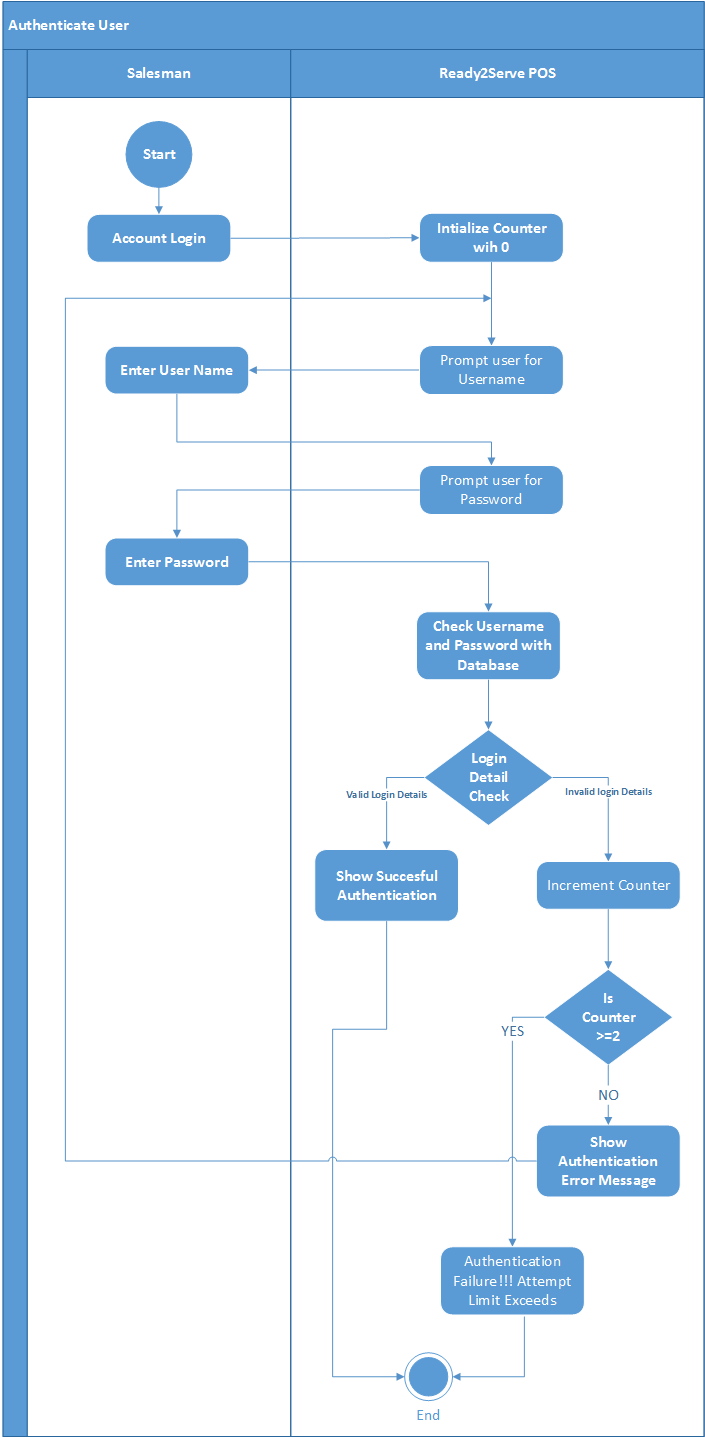 Authenticate User
Salesman
Ready2Serve POS
Start
Account Login
Intialize Counter
wih 0
Prompt user for
Username
Enter User Name
Prompt user for
Password
Enter Password
Check Username
and Password with
Database
Login
Detail
Check
Valid Login Details
Invalid login Details
Show Succesful
Authentication
Increment Counter
Is
Counter
>=2
YES
NO
Show
Authentication
Error Message
Authentication
Failure!!! Attempt
Limit Exceeds
End